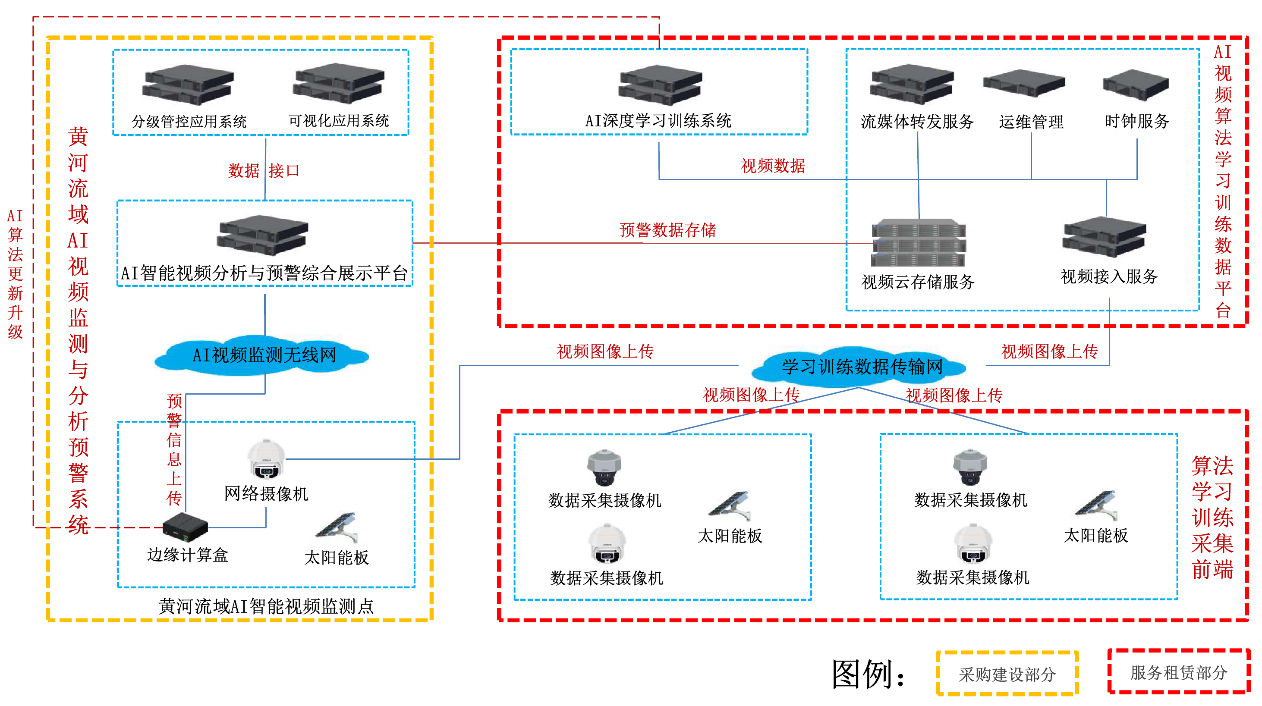 AI算法更新升级
黄河流域AI视频监测与分析预警系统
分级管控应用系统
可视化应用系统
数据 接口
AI智能视频分析与预警综合展示平台
AI视频监测无线网
预警信息上传
网络摄像机
边缘计算盒
太阳能板
黄河流域AI智能视频监测点
AI深度学习训练系统
流媒体转发服务
运维管理
时钟服务
视频数据
预警数据存储
视频云存储服务
视频接入服务
AI视频算法学习训练数据平台
视频图像上传
学习训练数据传输网
视频图像上传
视频图像上传
视频图像上传
数据采集摄像机
太阳能板
数据采集摄像机
数据采集摄像机
太阳能板
数据采集摄像机
算法
学习
训练
采集
前端
图例：
采购建设部分
服务租赁部分